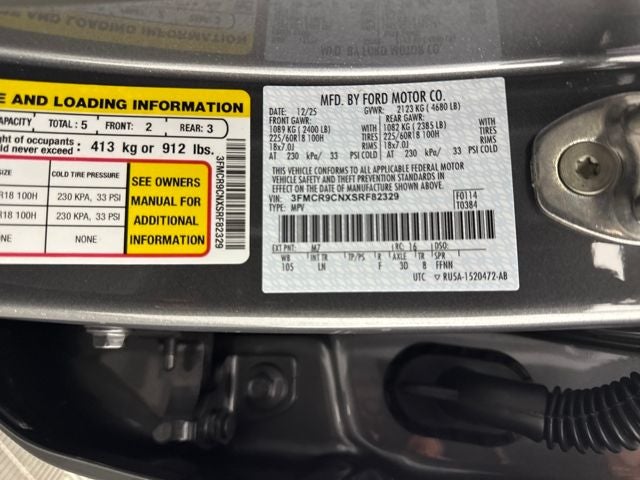 E AND LOADING INFORMATION
APACITY TOTAL: 5 FRONT: 2 REAR: 3
ght of occupants
ld never exceed : 413 kg or 912 lbs.
SIZE COLD TIRE PRESSURE
R18 100H 230 KPA, 33 PSI
R18 100H 230 KPA, 33 PSI
NONE NONE
SEE OWNERS
MANUAL FOR
ADDITIONAL
INFORMATION
3FMCR9CNXSRF82329
MFD. BY FORD MOTOR CO.
DATE: 12/25 GVWR: 2123 KG ( 4680 LB)
FRONT GAWR: REAR GAWR:
1089 KG ( 2400 LB) WITH 1082 KG ( 2385 LB) WITH
225/60R18 100H TIRES 225/60R18 100H TIRES
18x7.0J RIMS 18x7.0J RIMS
AT 230 kPa/ 33 PSI COLD AT 230 kPa/ 33 PSI COLD
THIS VEHICLE CONFORMS TO ALL APPLICABLE FEDERAL MOTOR
VEHICLE SAFETY AND THEFT PREVENTION STANDARDS IN EFFECT
ON THE DATE OF MANUFACTURE SHOWN ABOVE.
VIN: 3FMCR9CNXSRF82329
TYPE: MPV
F0114
T0384
EXT PNT: M7 RC: 16 DSO:
WB INT TR TP/PS R AXLE TR SPR
105 LN F 3D 8 FFNN
UTC ▽ RU5A-1520472-AB